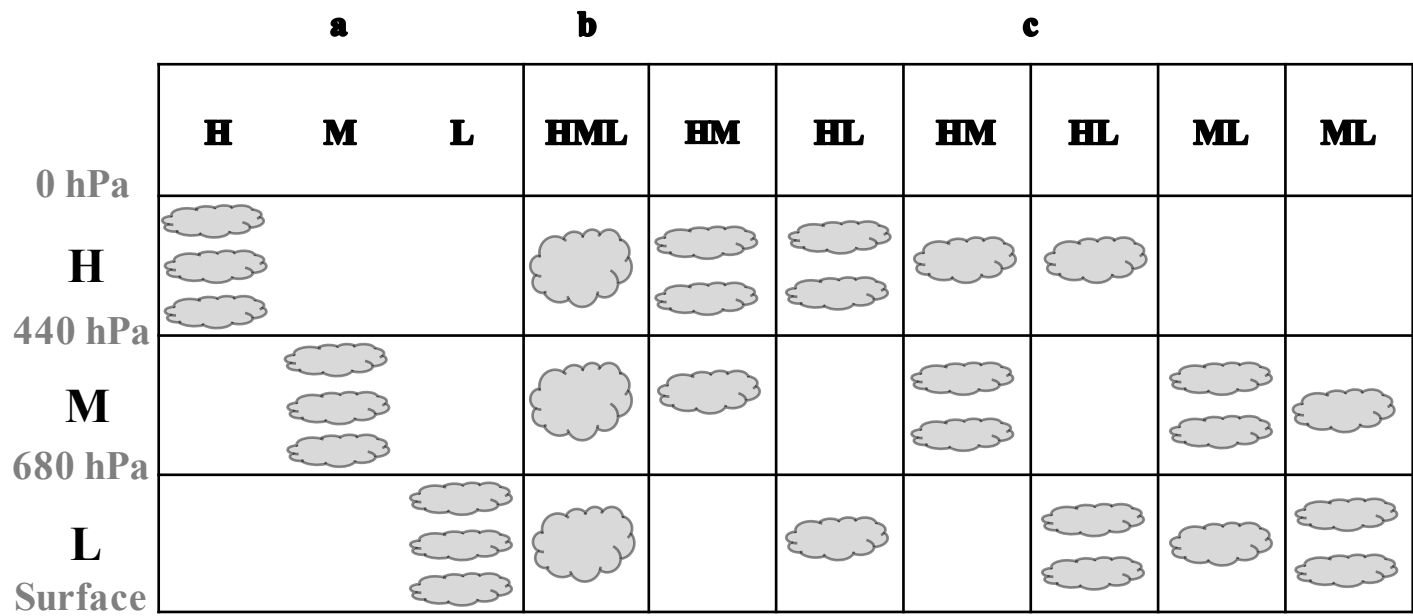 a b c
H M L HML HM HL HM HL ML ML
0 hPa
H
440 hPa
M
680 hPa
L
Surface